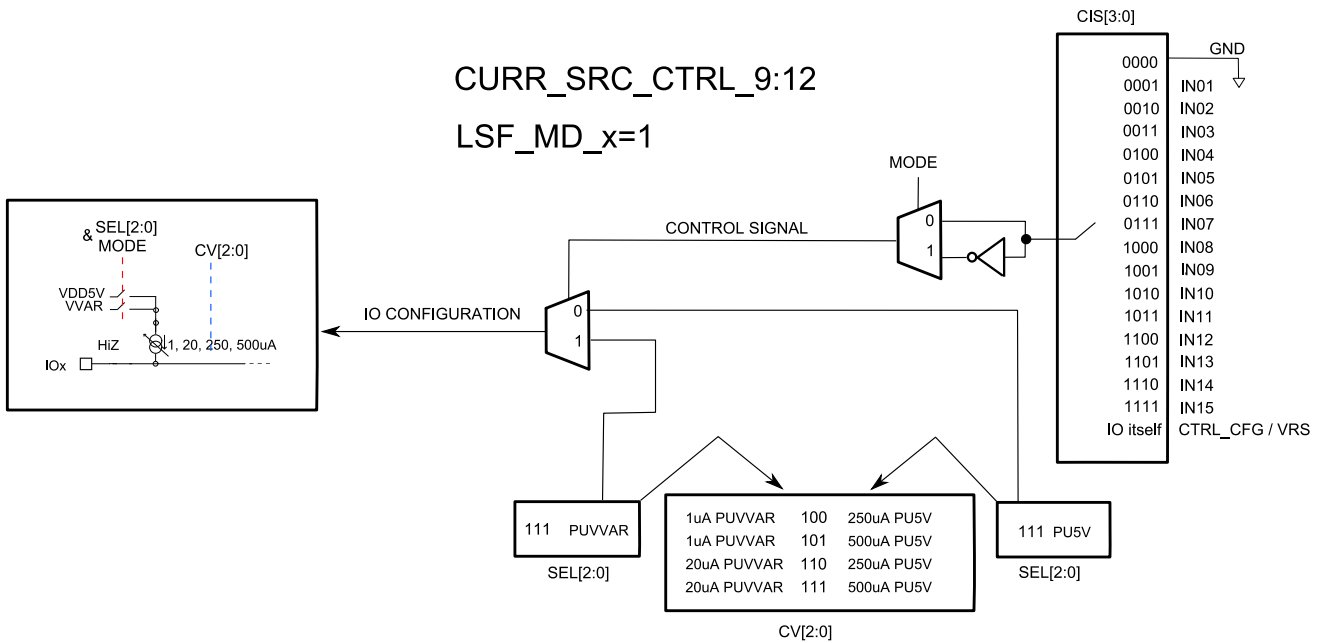 CIS[3:0]
CURR_SRC_CTRL_9:12
LSF_MD_x=1
GND
0000
0001 IN01
0010 IN02
0011 IN03
0100 IN04
0101 IN05
0110 IN06
0111 IN07
1000 IN08
1001 IN09
1010 IN10
1011 IN11
1100 IN12
1101 IN13
1110 IN14
1111 IN15
IO itself CTRL_CFG / VRS
MODE
0
1
CONTROL SIGNAL
& SEL[2:0]
MODE
CV[2:0]
VDD5V
VVAR
HiZ
1, 20, 250, 500uA
IOx
IO CONFIGURATION
0
1
111 PUVVAR
SEL[2:0]
1uA PUVVAR 100 250uA PU5V
1uA PUVVAR 101 500uA PU5V
20uA PUVVAR 110 250uA PU5V
20uA PUVVAR 111 500uA PU5V
CV[2:0]
111 PU5V
SEL[2:0]